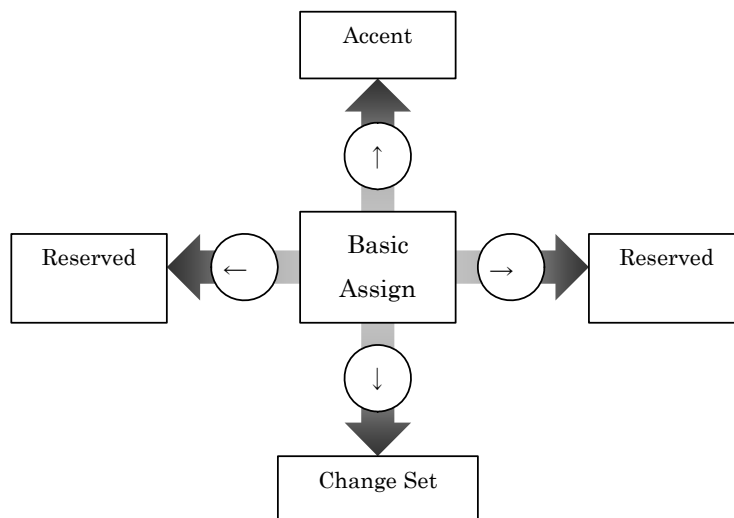 Accent
↑
Reserved
←
Basic
Assign
→
Reserved
↓
Change Set